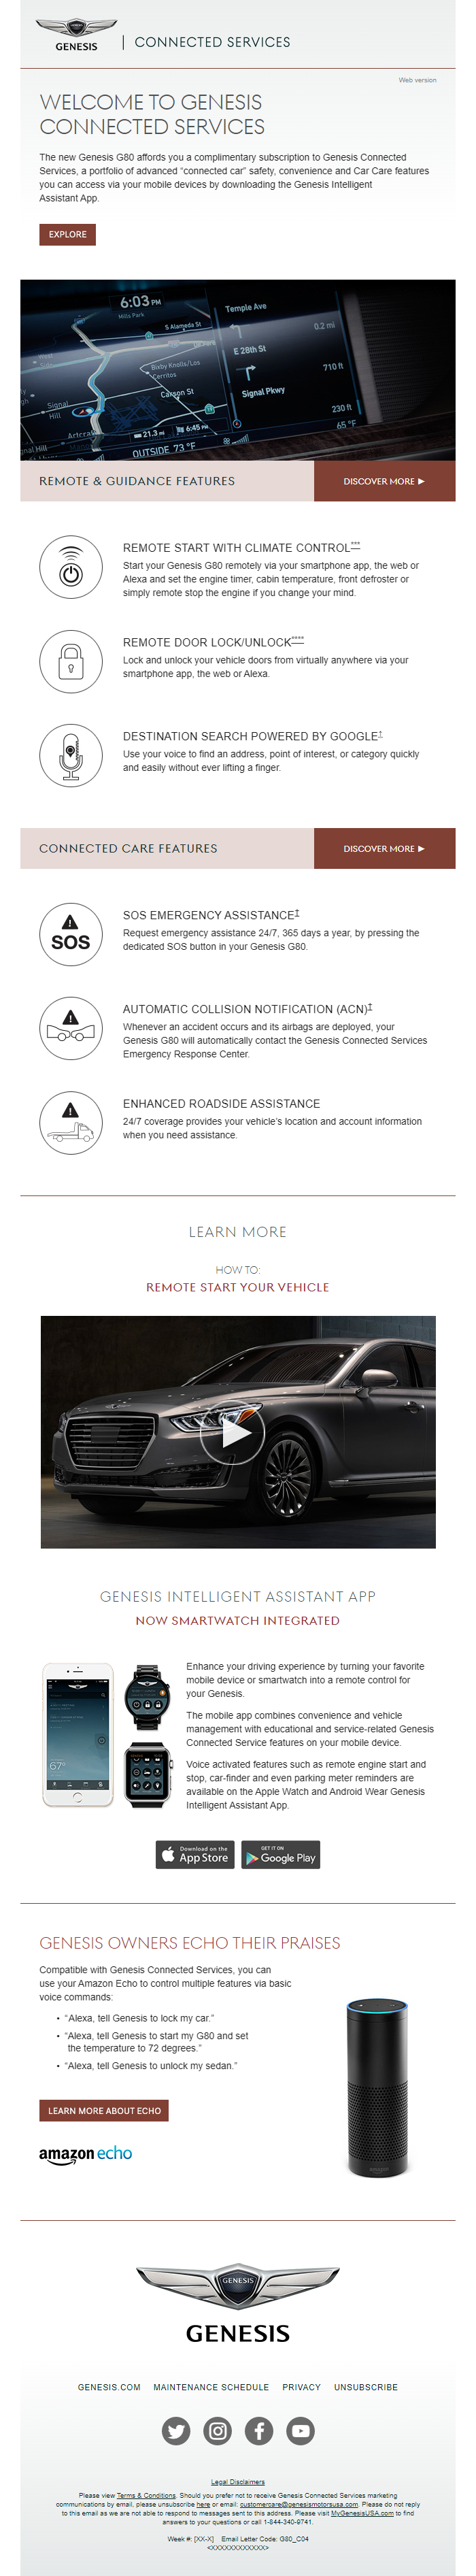 GENESIS
CONNECTED SERVICES
Web version
WELCOME TO GENESIS
CONNECTED SERVICES
The new Genesis G80 affords you a complimentary subscription to Genesis Connected
Services, a portfolio of advanced “connected car” safety, convenience and Car Care features
you can access via your mobile devices by downloading the Genesis Intelligent
Assistant App.
EXPLORE
6:03 PM
Mills Park
S Alameda St
Bixby Knolls/Los
Cerritos
Carson St
Signal
Hill
21.3 mi
6:45 PM
OUTSIDE 73 °F
Temple Ave
0.2 mi
E 28th St
710 ft
Signal Pkwy
230 ft
65 °F
REMOTE & GUIDANCE FEATURES
DISCOVER MORE ▶
REMOTE START WITH CLIMATE CONTROL***
Start your Genesis G80 remotely via your smartphone app, the web or
Alexa and set the engine timer, cabin temperature, front defroster or
simply remote stop the engine if you change your mind.
REMOTE DOOR LOCK/UNLOCK****
Lock and unlock your vehicle doors from virtually anywhere via your
smartphone app, the web or Alexa.
DESTINATION SEARCH POWERED BY GOOGLE†
Use your voice to find an address, point of interest, or category quickly
and easily without ever lifting a finger.
CONNECTED CARE FEATURES
DISCOVER MORE ▶
SOS
SOS EMERGENCY ASSISTANCE‡
Request emergency assistance 24/7, 365 days a year, by pressing the
dedicated SOS button in your Genesis G80.
AUTOMATIC COLLISION NOTIFICATION (ACN)‡
Whenever an accident occurs and its airbags are deployed, your
Genesis G80 will automatically contact the Genesis Connected Services
Emergency Response Center.
ENHANCED ROADSIDE ASSISTANCE
24/7 coverage provides your vehicle’s location and account information
when you need assistance.
LEARN MORE
HOW TO:
REMOTE START YOUR VEHICLE
GENESIS INTELLIGENT ASSISTANT APP
NOW SMARTWATCH INTEGRATED
67°
Enhance your driving experience by turning your favorite
mobile device or smartwatch into a remote control for
your Genesis.
The mobile app combines convenience and vehicle
management with educational and service-related Genesis
Connected Service features on your mobile device.
Voice activated features such as remote engine start and
stop, car-finder and even parking meter reminders are
available on the Apple Watch and Android Wear Genesis
Intelligent Assistant App.
Download on the
App Store
GET IT ON
Google Play
GENESIS OWNERS ECHO THEIR PRAISES
Compatible with Genesis Connected Services, you can
use your Amazon Echo to control multiple features via basic
voice commands:
• “Alexa, tell Genesis to lock my car.”
• “Alexa, tell Genesis to start my G80 and set
the temperature to 72 degrees.”
• “Alexa, tell Genesis to unlock my sedan.”
LEARN MORE ABOUT ECHO
amazon echo
amazon
GENESIS
GENESIS
GENESIS.COM MAINTENANCE SCHEDULE PRIVACY UNSUBSCRIBE
Legal Disclaimers
Please view Terms & Conditions. Should you prefer not to receive Genesis Connected Services marketing
communications by email, please unsubscribe here or email: customercare@genesismotorsusa.com. Please do not reply
to this email as we are not able to respond to messages sent to this address. Please visit MyGenesisUSA.com to find
answers to your questions or call 1-844-340-9741.
Week #: [XX-X] Email Letter Code: G80_C04
<XXXXXXXXXXXX>